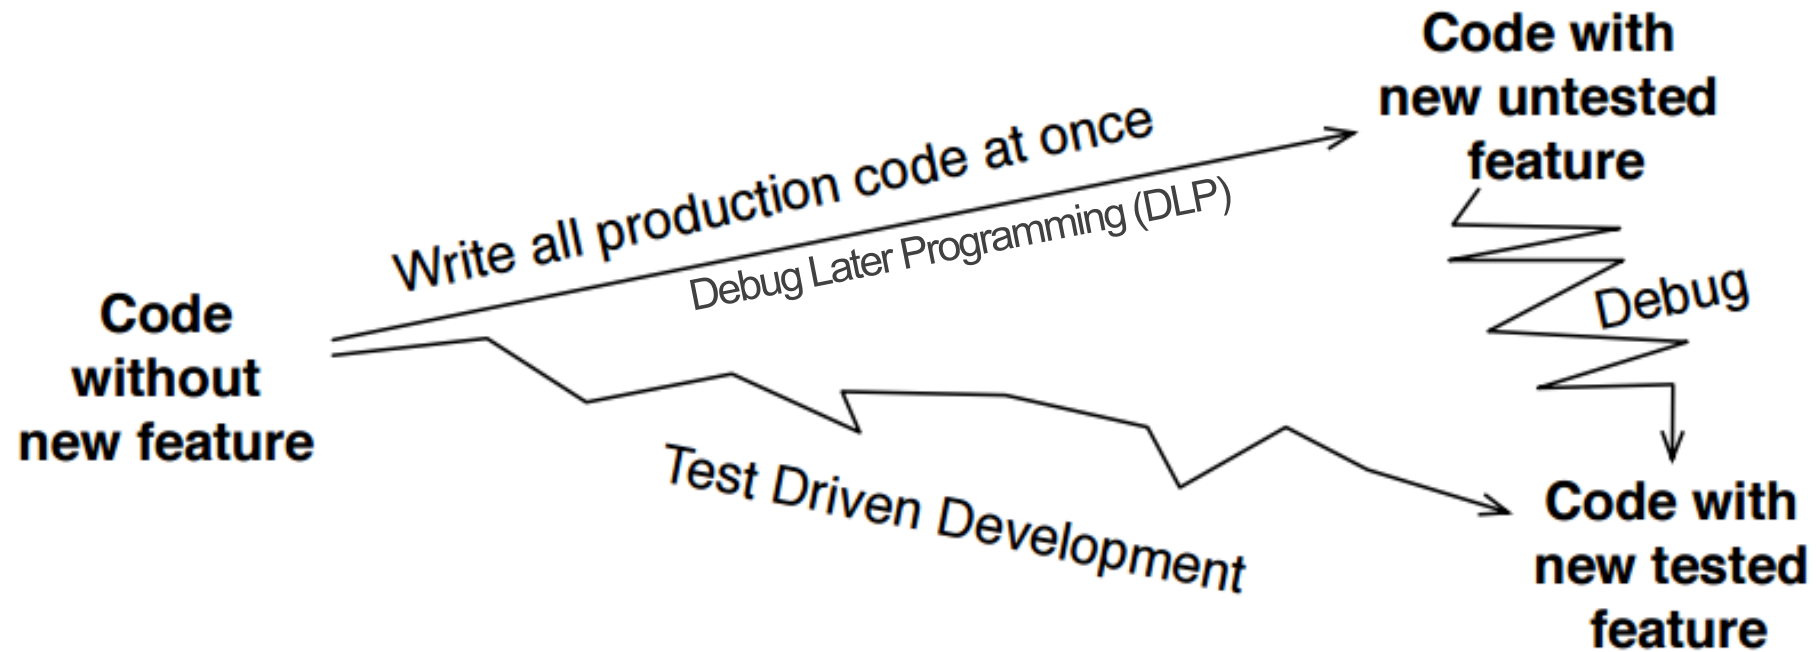 Code with
new untested
feature
Write all production code at once
Debug Later Programming (DLP)
Code
without
new feature
Debug
Test Driven Development
Code with
new tested
feature